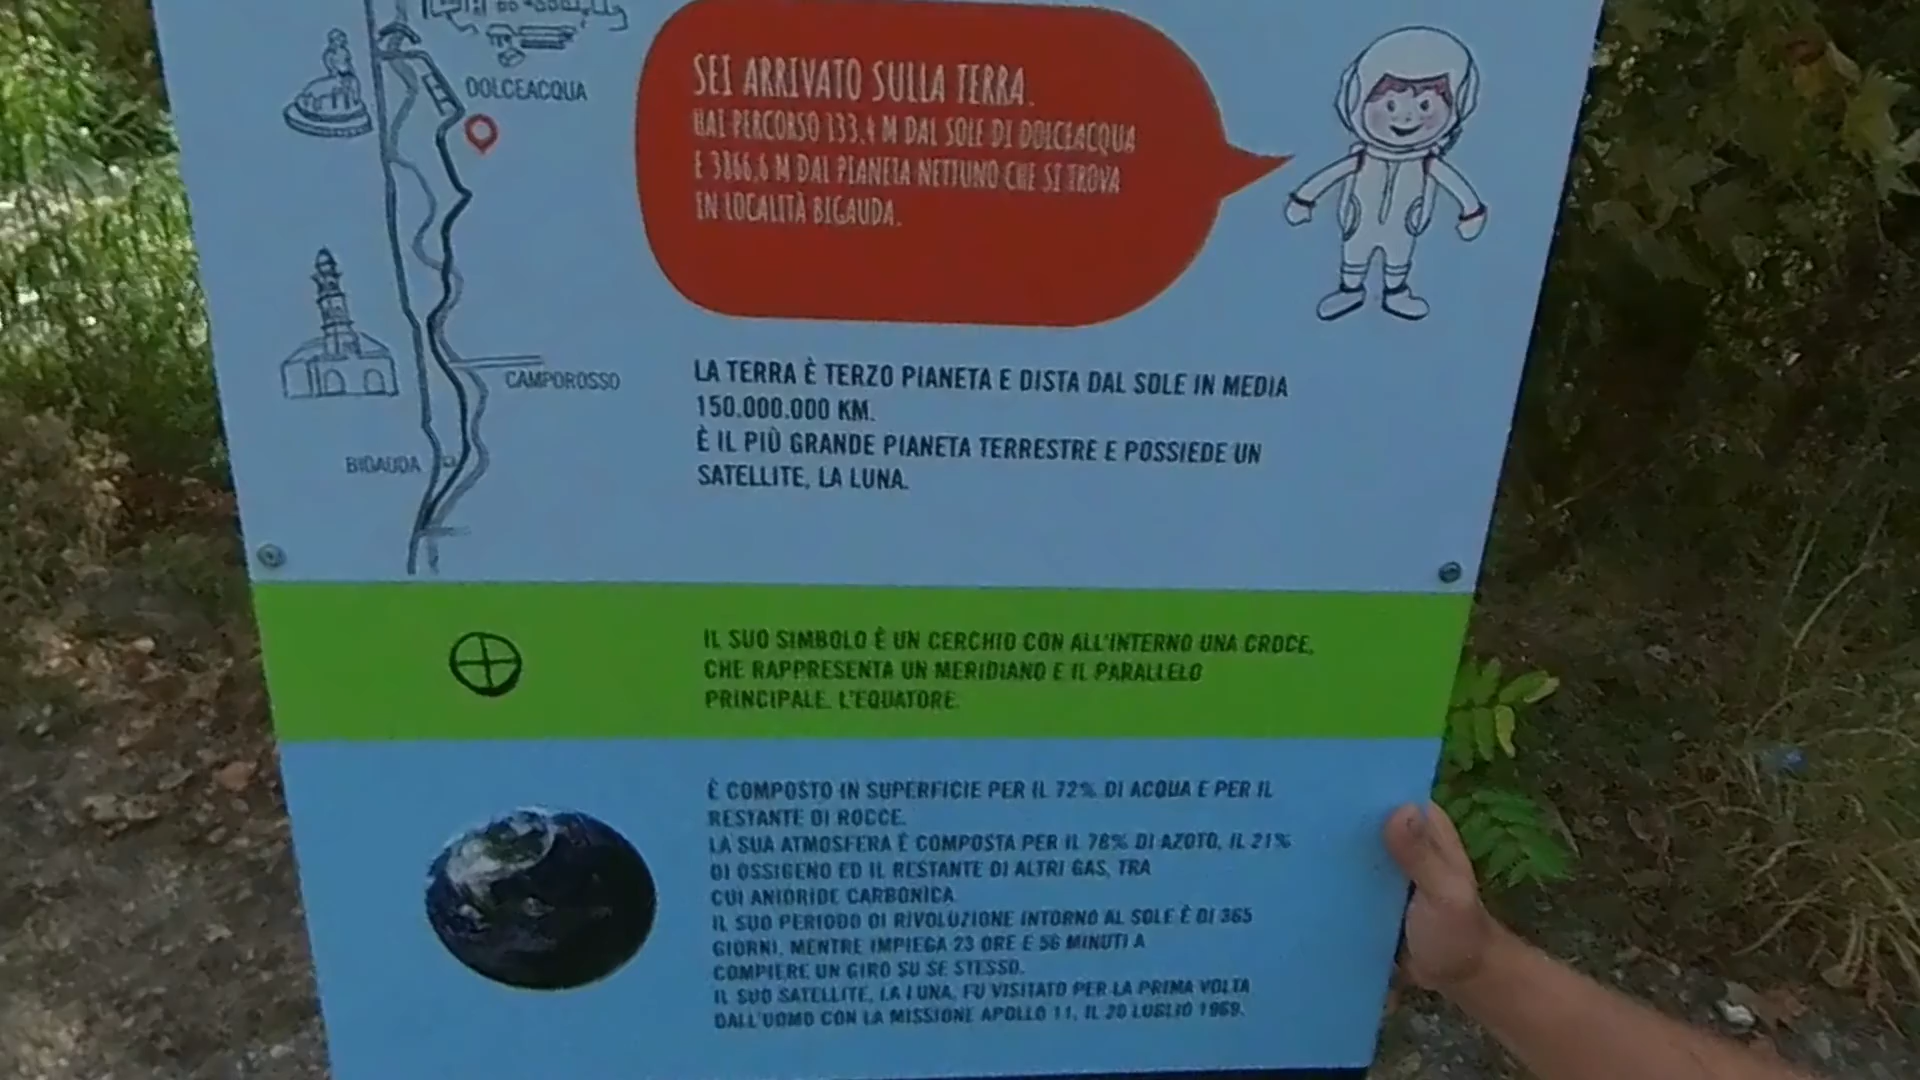 DOLCEACQUA
SEI ARRIVATO SULLA TERRA.
HAI PERCORSO 133,4 M DAL SOLE DI DOLCEACQUA
E 3866,6 M DAL PIANETA NETTUNO CHE SI TROVA
IN LOCALITÀ BIGAUDA.
CAMPOROSSO
BIGAUDA
LA TERRA È TERZO PIANETA E DISTA DAL SOLE IN MEDIA
150.000.000 KM.
È IL PIÙ GRANDE PIANETA TERRESTRE E POSSIEDE UN
SATELLITE, LA LUNA.
IL SUO SIMBOLO È UN CERCHIO CON ALL'INTERNO UNA CROCE,
CHE RAPPRESENTA UN MERIDIANO E IL PARALLELO
PRINCIPALE, L'EQUATORE.
È COMPOSTO IN SUPERFICIE PER IL 72% DI ACQUA E PER IL
RESTANTE DI ROCCE.
LA SUA ATMOSFERA È COMPOSTA PER IL 78% DI AZOTO, IL 21%
DI OSSIGENO ED IL RESTANTE DI ALTRI GAS, TRA
CUI ANIDRIDE CARBONICA.
IL SUO PERIODO DI RIVOLUZIONE INTORNO AL SOLE È DI 365
GIORNI, MENTRE IMPIEGA 23 ORE E 56 MINUTI A
COMPIERE UN GIRO SU SE STESSO.
IL SUO SATELLITE, LA LUNA, FU VISITATO PER LA PRIMA VOLTA
DALL'UOMO CON LA MISSIONE APOLLO 11, IL 20 LUGLIO 1969.